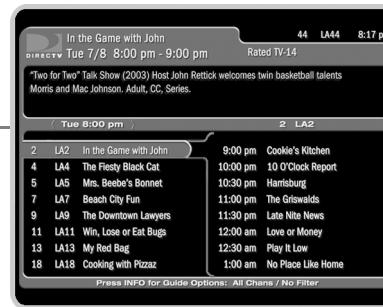 In the Game with John 44 LA44 8:17 p
DIRECTV Tue 7/8 8:00 pm - 9:00 pm Rated TV-14
"Two for Two" Talk Show (2003) Host John Rettick welcomes twin basketball talents
Morris and Mac Johnson. Adult, CC, Series.
Tue 8:00 pm 2 LA2
2 LA2 In the Game with John 9:00 pm Cookie's Kitchen
4 LA4 The Fiesty Black Cat 10:00 pm 10 O'Clock Report
5 LA5 Mrs. Beebe's Bonnet 10:30 pm Harrisburg
7 LA7 Beach City Fun 11:00 pm The Griswalds
9 LA9 The Downtown Lawyers 11:30 pm Late Nite News
11 LA11 Win, Lose or Eat Bugs 12:00 am Love or Money
13 LA13 My Red Bag 12:30 am Play It Low
18 LA18 Cooking with Pizzaz 1:00 am No Place Like Home
Press INFO for Guide Options: All Chans / No Filter